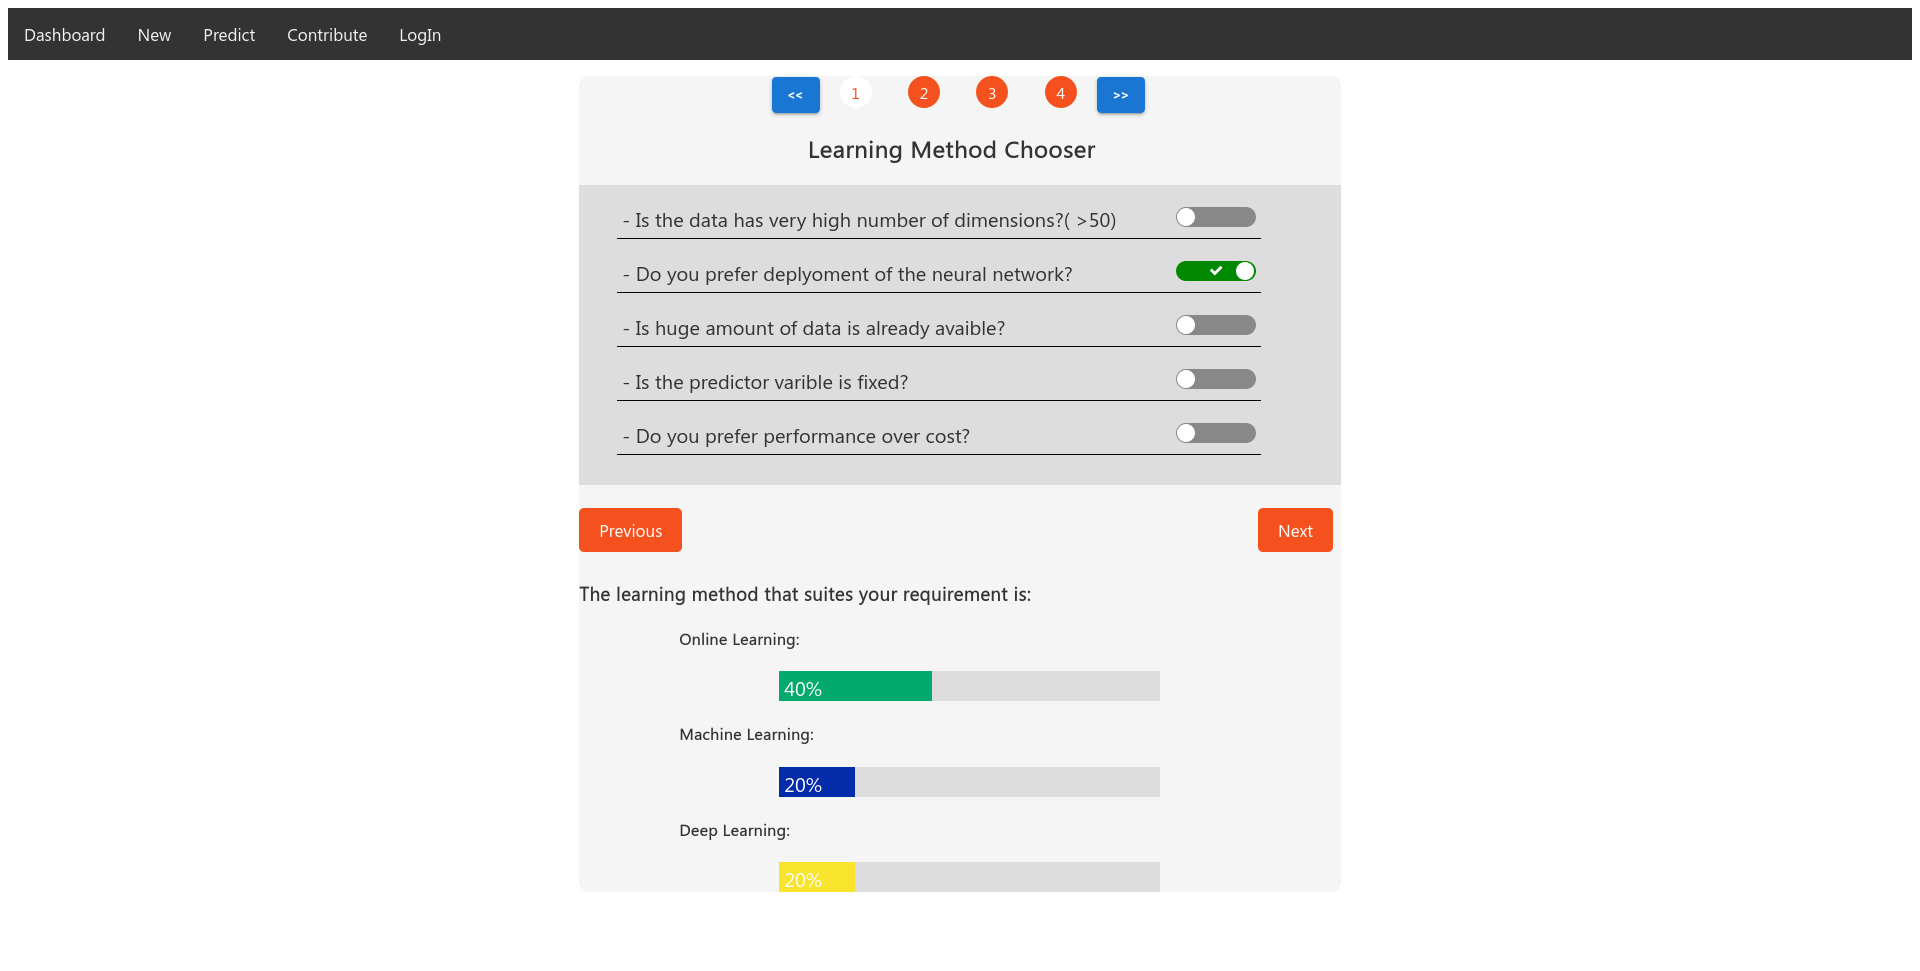 Dashboard New Predict Contribute LogIn
<< 1 2 3 4 >>
Learning Method Chooser
- Is the data has very high number of dimensions?( >50)
- Do you prefer deplyoment of the neural network?
- Is huge amount of data is already avaible?
- Is the predictor varible is fixed?
- Do you prefer performance over cost?
Previous Next
The learning method that suites your requirement is:
Online Learning:
40%
Machine Learning:
20%
Deep Learning:
20%